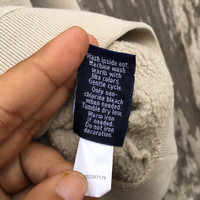 Wash inside out.
Machine wash
Warm with
like colors.
Gentle cycle.
Only non-
chlorine bleach
when needed.
Tumble dry low.
Warm iron
if needed.
Do not iron
decoration.